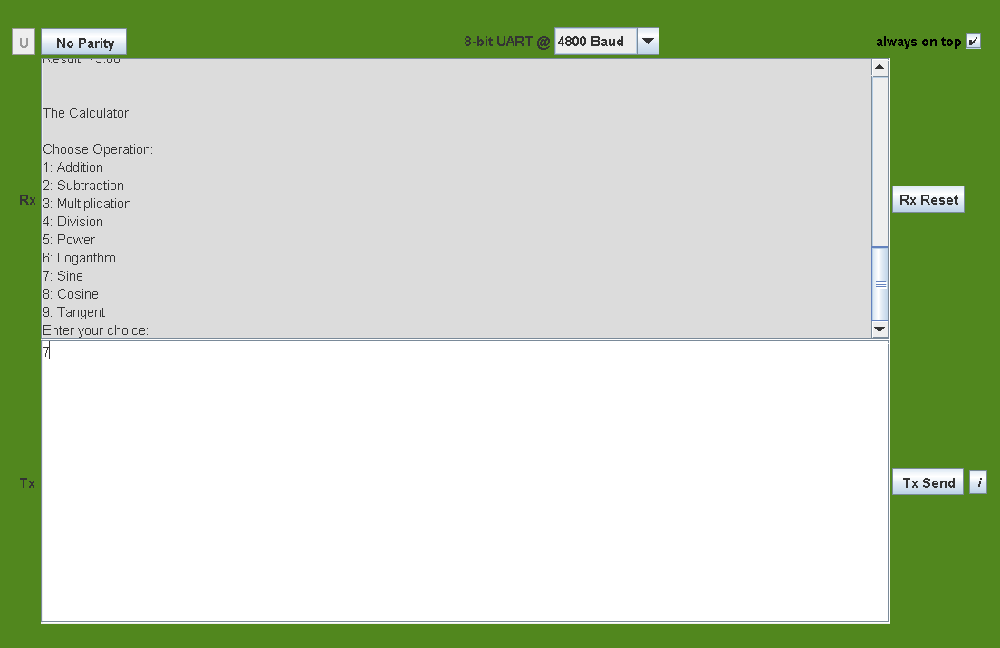 U
No Parity
8-bit UART @
4800 Baud
always on top
Result: 75.00
The Calculator
Choose Operation:
1: Addition
2: Subtraction
3: Multiplication
4: Division
5: Power
6: Logarithm
7: Sine
8: Cosine
9: Tangent
Enter your choice:
Rx
Rx Reset
7
Tx
Tx Send
i